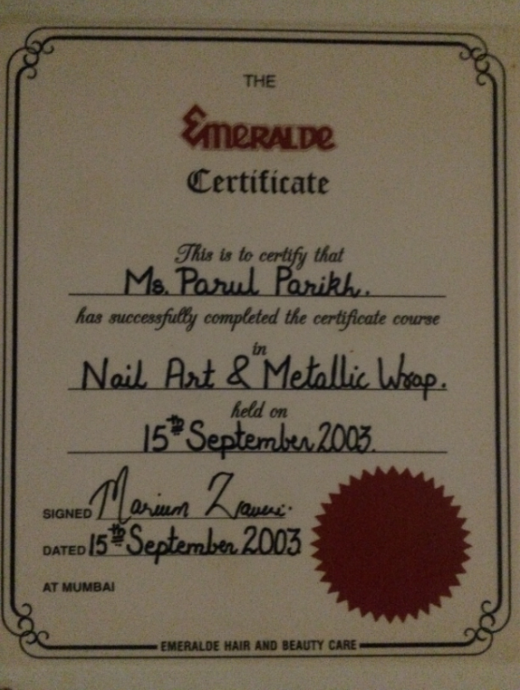 THE
EMERALDE
Certificate
This is to certify that
Ms. Parul Parikh.
has successfully completed the certificate course
in
Nail Art & Metallic Wrap.
held on
15th September 2003.
SIGNED Marium
DATED 15th September 2003
AT MUMBAI
EMERALDE HAIR AND BEAUTY CARE